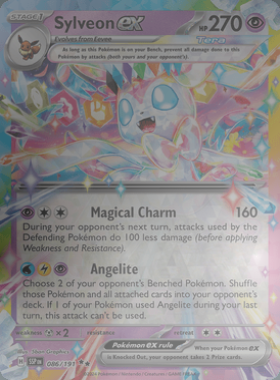 STAGE 1
Sylveon ex
HP 270
Evolves from Eevee
Tera
As long as this Pokémon is on your Bench, prevent all damage done to this
Pokémon by attacks (both yours and your opponent's).
Magical Charm 160
During your opponent's next turn, attacks used by the
Defending Pokémon do 100 less damage (before applying
Weakness and Resistance).
Angelite
Choose 2 of your opponent's Benched Pokémon. Shuffle
those Pokémon and all attached cards into your opponent's
deck. If 1 of your Pokémon used Angelite during your last
turn, this attack can't be used.
weakness ×2 resistance retreat
Pokémon ex rule
When your Pokémon ex
is Knocked Out, your opponent takes 2 Prize cards.